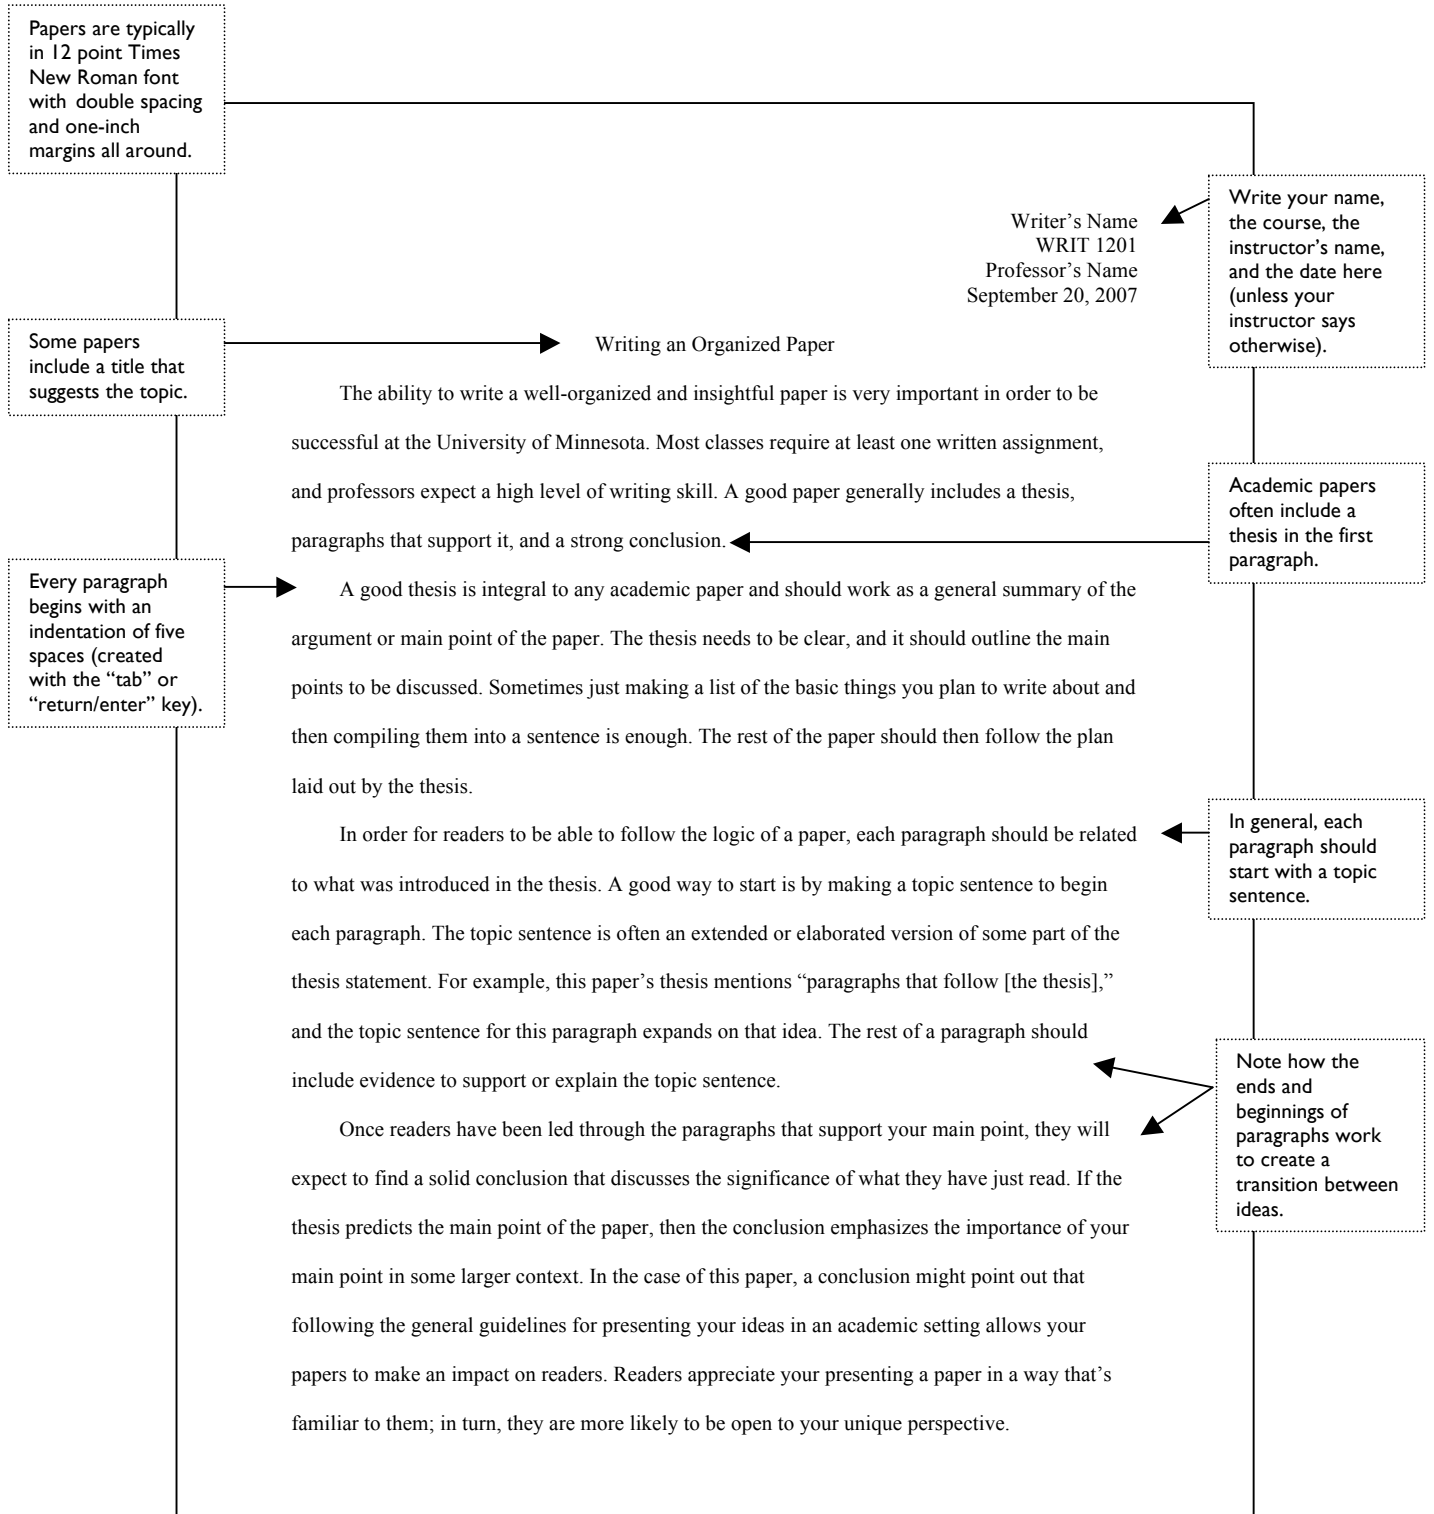 Papers are typically
in 12 point Times
New Roman font
with double spacing
and one-inch
margins all around.
Write your name,
the course, the
instructor’s name,
and the date here
(unless your
instructor says
otherwise).
Writer’s Name
WRIT 1201
Professor’s Name
September 20, 2007
Some papers
include a title that
suggests the topic.
Writing an Organized Paper
The ability to write a well-organized and insightful paper is very important in order to be
successful at the University of Minnesota. Most classes require at least one written assignment,
and professors expect a high level of writing skill. A good paper generally includes a thesis,
paragraphs that support it, and a strong conclusion.
Academic papers
often include a
thesis in the first
paragraph.
Every paragraph
begins with an
indentation of five
spaces (created
with the “tab” or
“return/enter” key).
A good thesis is integral to any academic paper and should work as a general summary of the
argument or main point of the paper. The thesis needs to be clear, and it should outline the main
points to be discussed. Sometimes just making a list of the basic things you plan to write about and
then compiling them into a sentence is enough. The rest of the paper should then follow the plan
laid out by the thesis.
In order for readers to be able to follow the logic of a paper, each paragraph should be related
to what was introduced in the thesis. A good way to start is by making a topic sentence to begin
each paragraph. The topic sentence is often an extended or elaborated version of some part of the
thesis statement. For example, this paper’s thesis mentions “paragraphs that follow [the thesis],”
and the topic sentence for this paragraph expands on that idea. The rest of a paragraph should
include evidence to support or explain the topic sentence.
In general, each
paragraph should
start with a topic
sentence.
Note how the
ends and
beginnings of
paragraphs work
to create a
transition between
ideas.
Once readers have been led through the paragraphs that support your main point, they will
expect to find a solid conclusion that discusses the significance of what they have just read. If the
thesis predicts the main point of the paper, then the conclusion emphasizes the importance of your
main point in some larger context. In the case of this paper, a conclusion might point out that
following the general guidelines for presenting your ideas in an academic setting allows your
papers to make an impact on readers. Readers appreciate your presenting a paper in a way that’s
familiar to them; in turn, they are more likely to be open to your unique perspective.